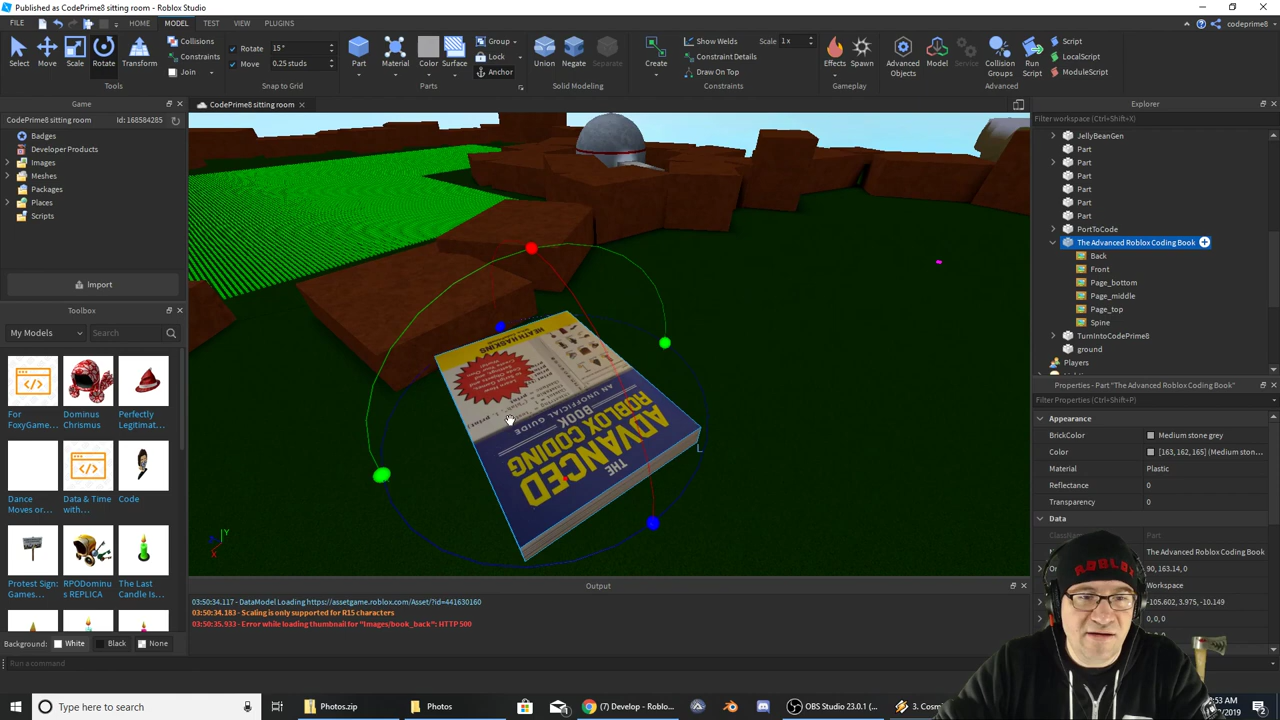 Published as CodePrime8 sitting room - Roblox Studio
FILE HOME MODEL TEST VIEW PLUGINS codeprime8
Select Move Scale Rotate Transform
Tools
Collisions
Constraints
Join
Rotate 15°
Move 0.25 studs
Snap to Grid
Part Material Color Surface
Group
Lock
Anchor
Parts
Union Negate Separate
Solid Modeling
Create
Show Welds Scale 1 x
Constraint Details
Draw On Top
Constraints
Effects Spawn
Gameplay
Advanced Objects Model Service Collision Groups Run Script
Script
LocalScript
ModuleScript
Advanced
Game
CodePrime8 sitting room Id: 168584285
Badges
Developer Products
Images
Meshes
Packages
Places
Scripts
Import
Toolbox
My Models Search
For FoxyGame...
Dominus Chrismus
Perfectly Legitimat...
Dance Moves or...
Data & Time with...
Code
Protest Sign: Games...
RPODominus REPLICA
The Last Candle Is...
Background: White Black None
Run a command
CodePrime8 sitting room
HEATH HASKINS
THE
ADVANCED
ROBLOX CODING
BOOK
AN UNOFFICIAL GUIDE
L
Y
X
Output
03:50:34.117 - DataModel Loading https://assetgame.roblox.com/Asset/?id=441630160
03:50:34.183 - Scaling is only supported for R15 characters
03:50:35.933 - Error while loading thumbnail for "Images/book_back": HTTP 500
Explorer
Filter workspace (Ctrl+Shift+X)
JellyBeanGen
Part
Part
Part
Part
Part
Part
PortToCode
The Advanced Roblox Coding Book
Back
Front
Page_bottom
Page_middle
Page_top
Spine
TurnIntoCodePrime8
ground
Players
Properties - Part "The Advanced Roblox Coding Book"
Filter Properties (Ctrl+Shift+P)
Appearance
BrickColor Medium stone grey
Color [163, 162, 165] (Medium ston...
Material Plastic
Reflectance 0
Transparency 0
Data
ClassName Part
The Advanced Roblox Coding Book
90, 163.14, 0
Workspace
-105.602, 3.975, -10.149
0, 0, 0
ROBLOX
Type here to search
Photos.zip
Photos
(7) Develop - Roblo...
OBS Studio 23.0.1 (...
3. Cosm